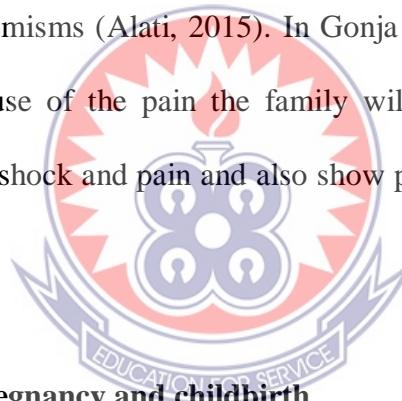 misms (Alati, 2015). In Gonja
use of the pain the family wil
shock and pain and also show p
EDUCATION FOR SERVICE
egnancy and childbirth